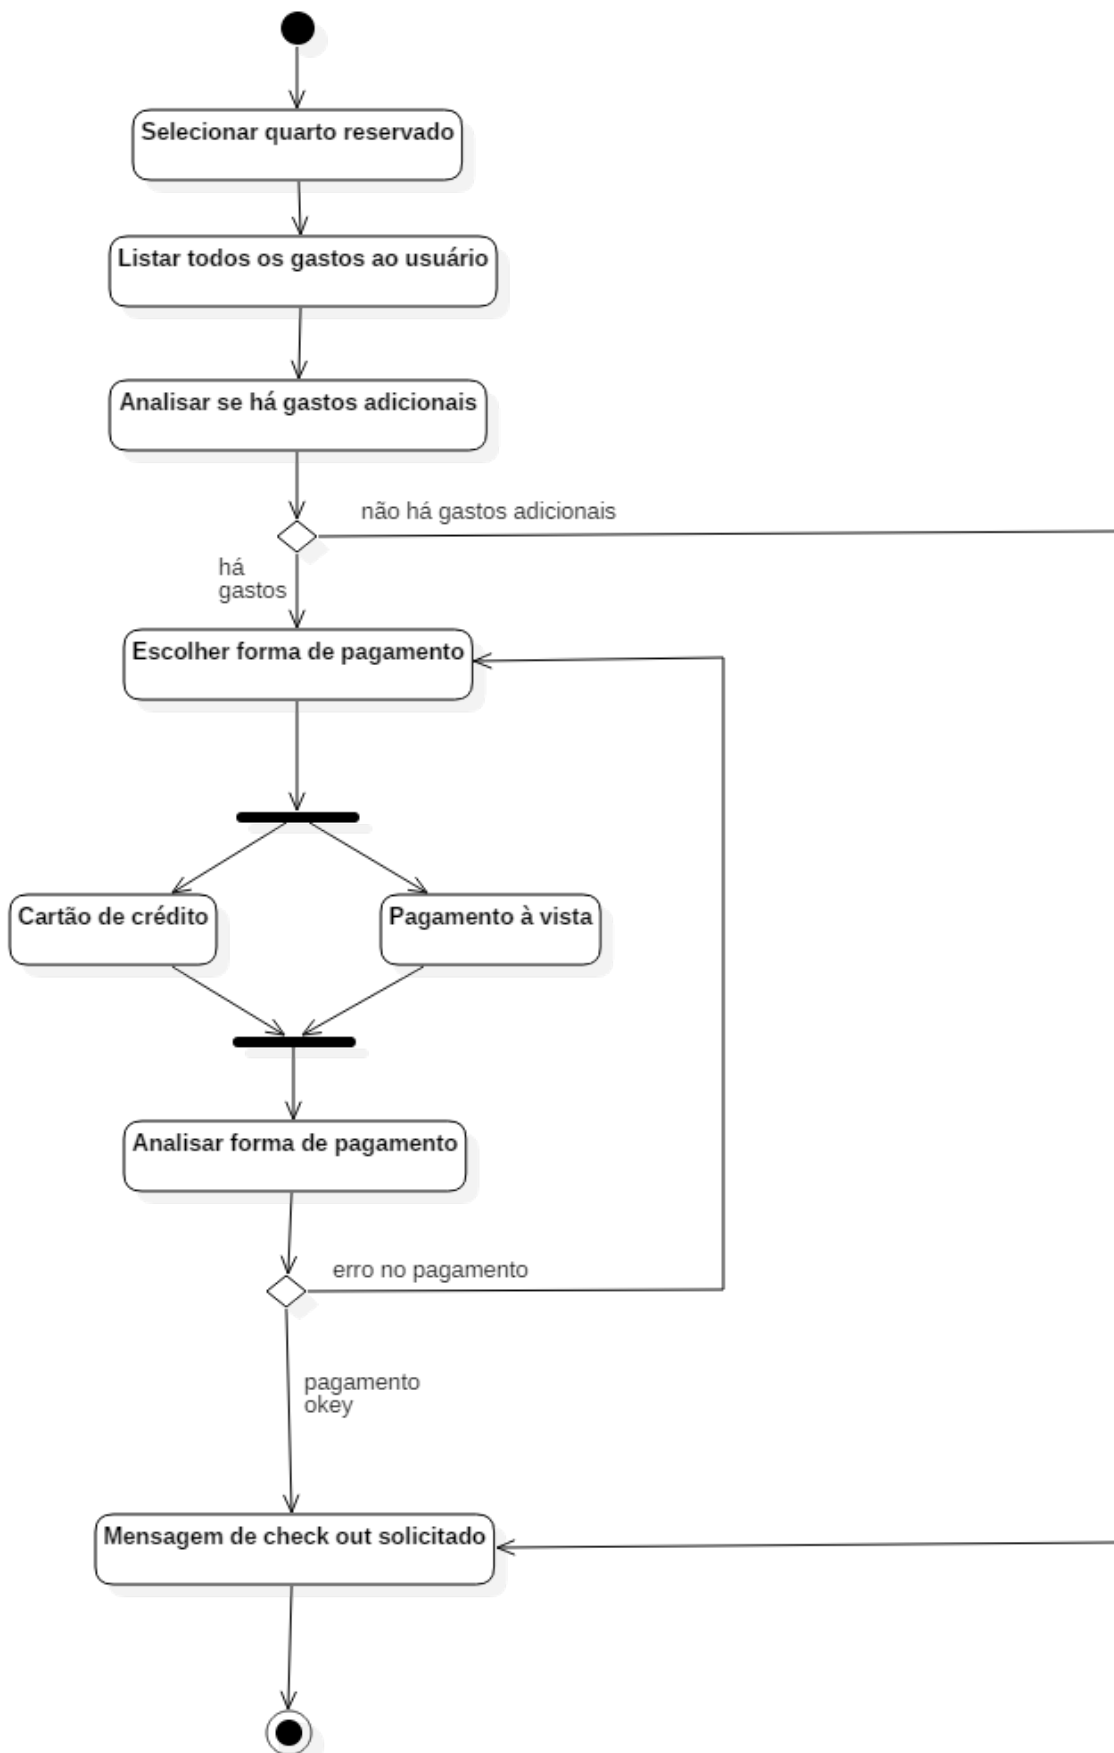 Selecionar quarto reservado
Listar todos os gastos ao usuário
Analisar se há gastos adicionais
não há gastos adicionais
há
gastos
Escolher forma de pagamento
Cartão de crédito
Pagamento à vista
Analisar forma de pagamento
erro no pagamento
pagamento
okey
Mensagem de check out solicitado